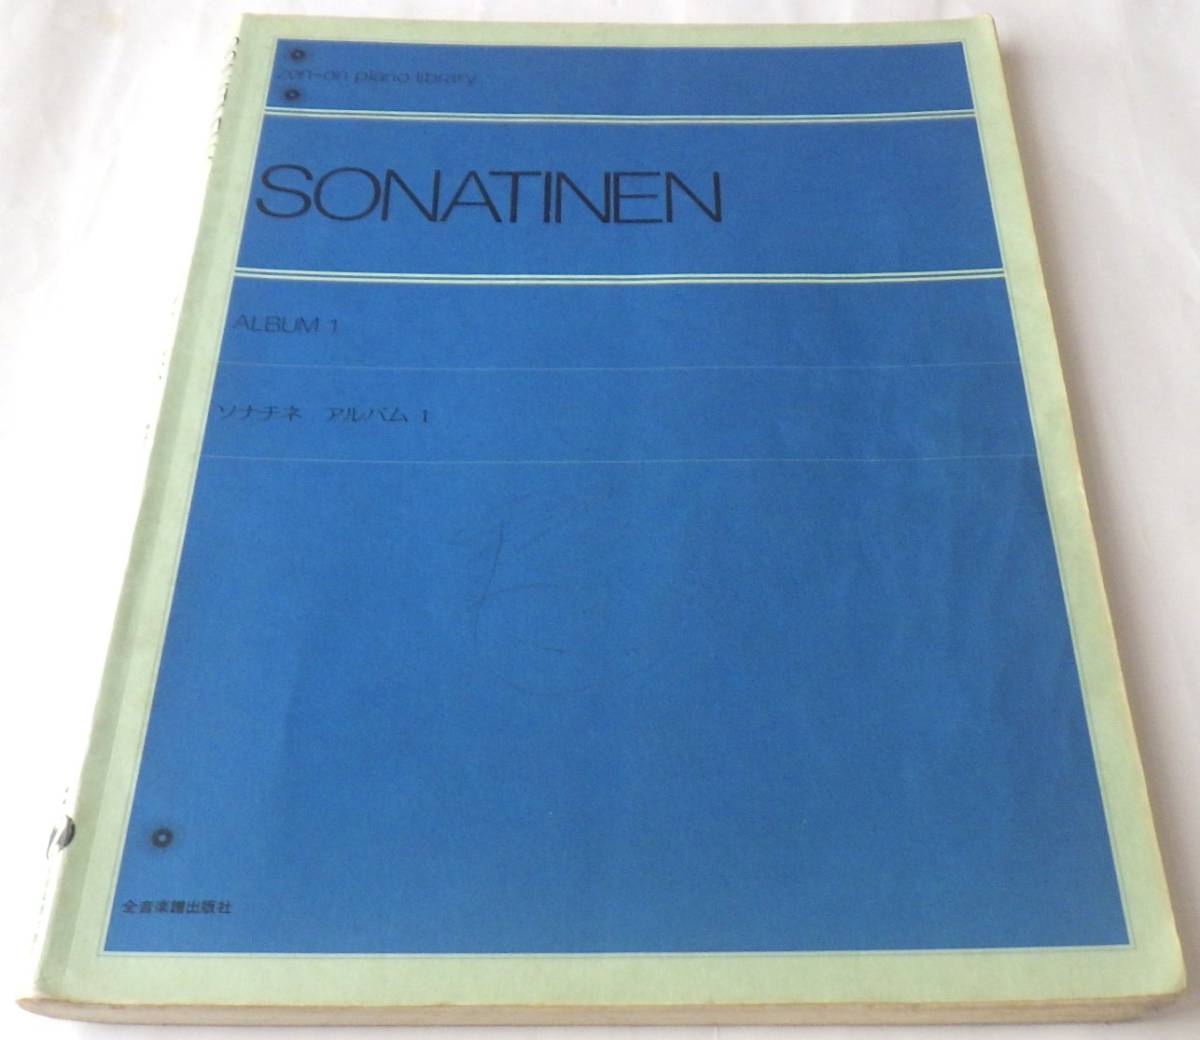 zen-on piano library
SONATINEN
ALBUM 1
ソナチネ アルバム 1
全音楽譜出版社